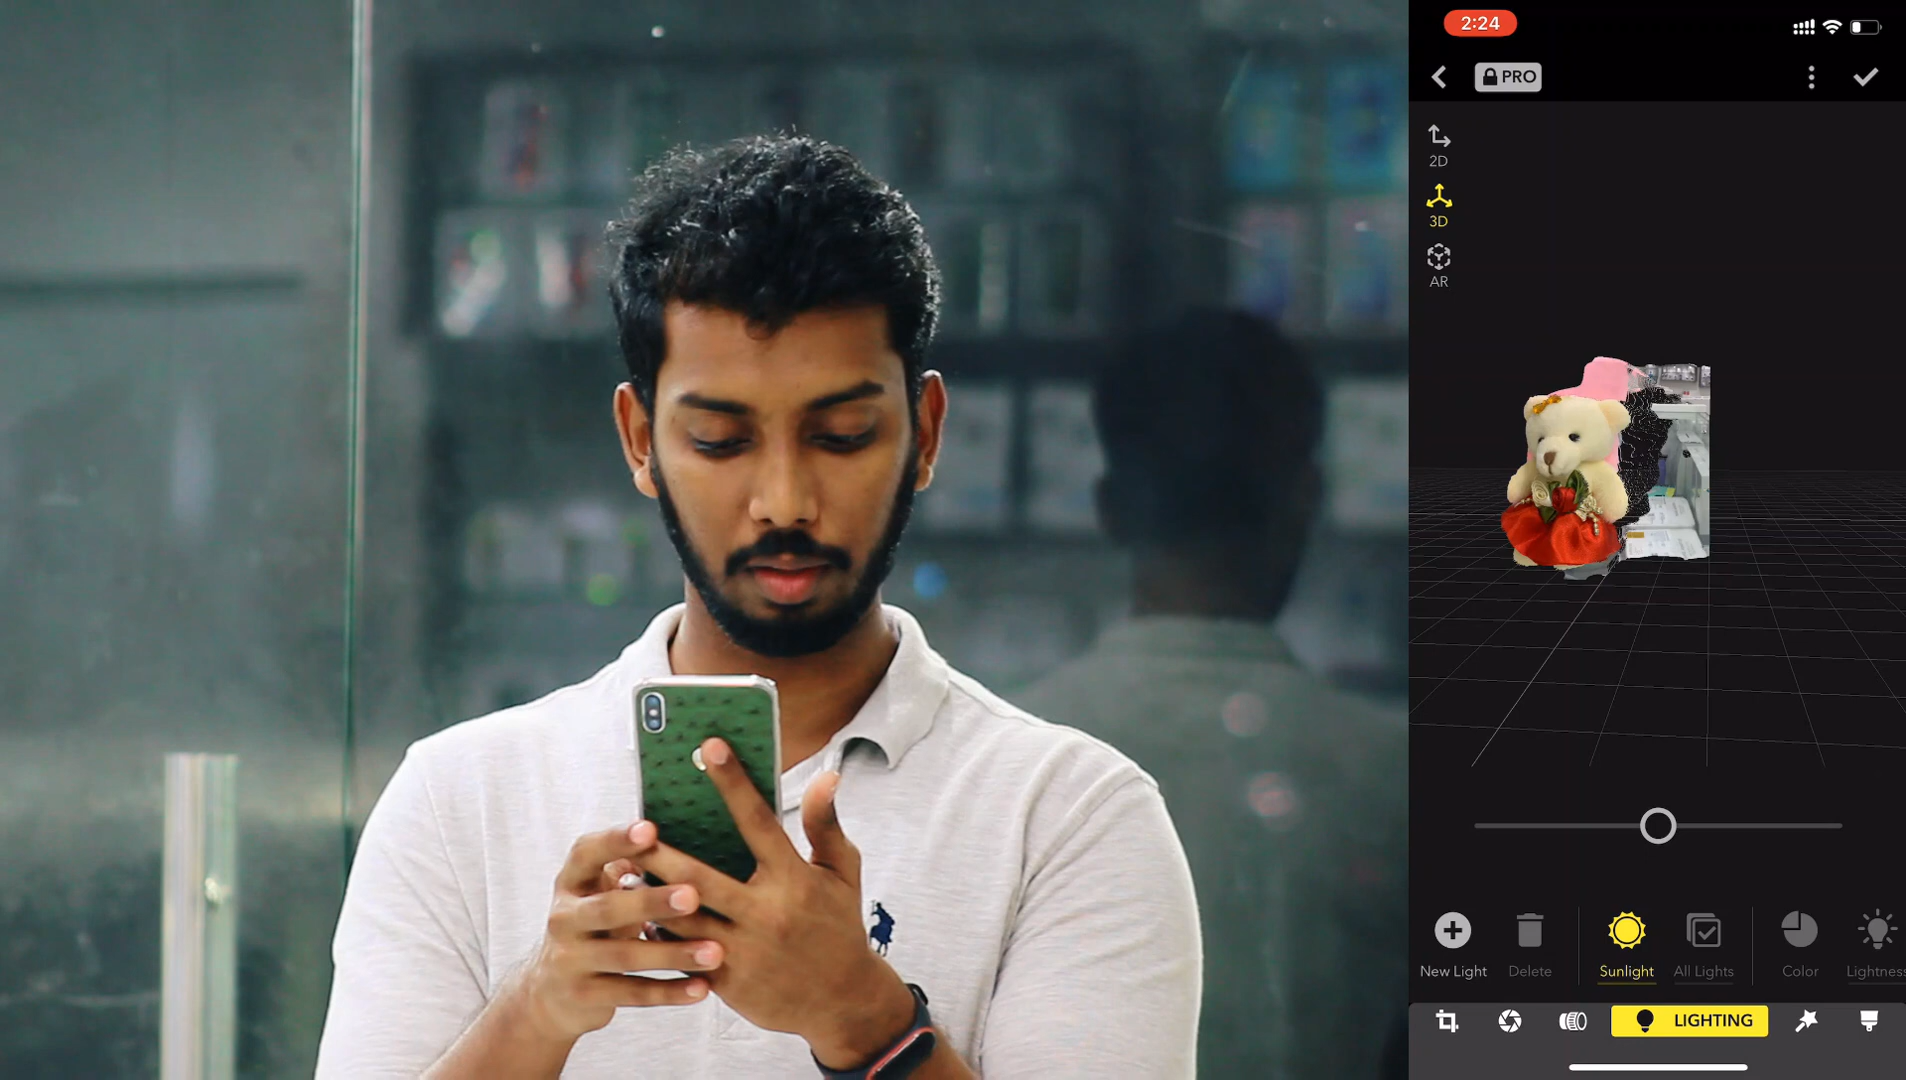 2:24
PRO
2D
3D
AR
New Light
Delete
Sunlight
All Lights
Color
Lightness
LIGHTING